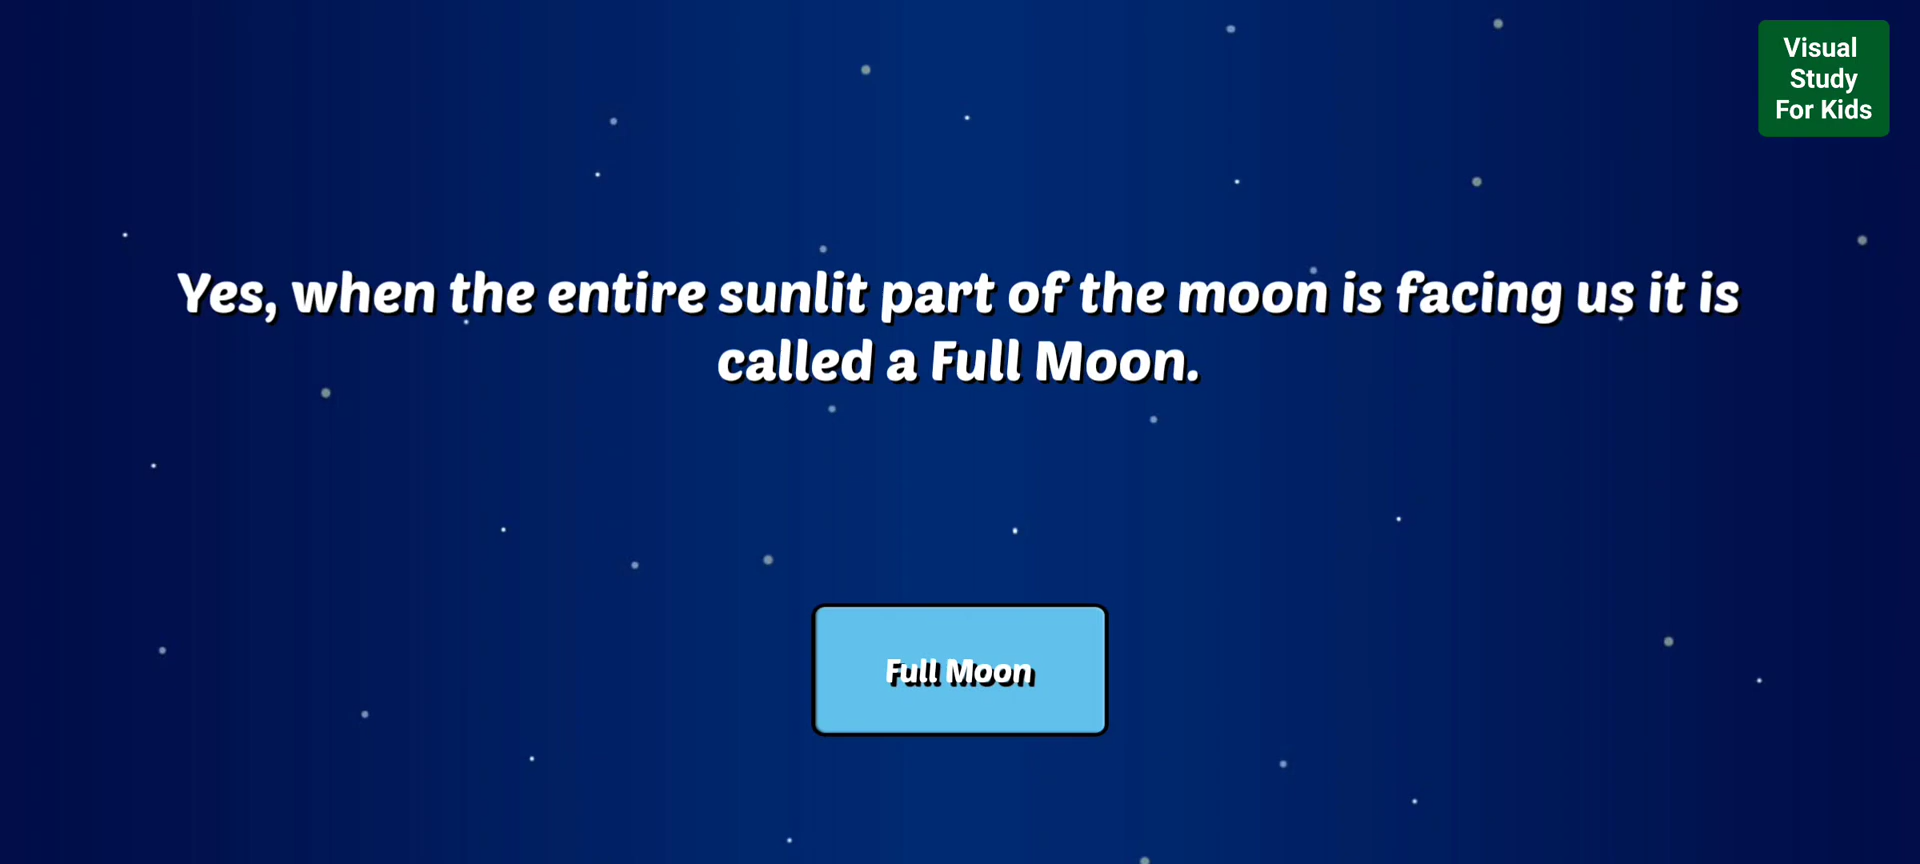 Visual
Study
For Kids
Yes, when the entire sunlit part of the moon is facing us it is
called a Full Moon.
Full Moon